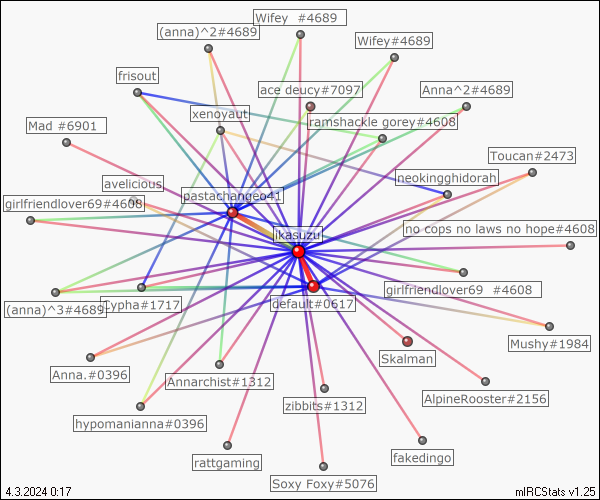 Wifey  #4689
(anna)^2#4689
Wifey#4689
frisout
ace deucy#7097
Anna^2#4689
xenoyaut
ramshackle gorey#4608
Mad #6901
Toucan#2473
avelicious
neokingghidorah
pastachangeo41
girlfriendlover69#4608
jkasuzu
no cops no laws no hope#4608
girlfriendlover69  #4608
(anna)^3#4689
Eypha#1717
default#0617
Mushy#1984
Skalman
Anna.#0396
Annarchist#1312
AlpineRooster#2156
zibbits#1312
hypomanianna#0396
fakedingo
rattgaming
Soxy Foxy#5076
4.3.2024 0:17
mIRCStats v1.25